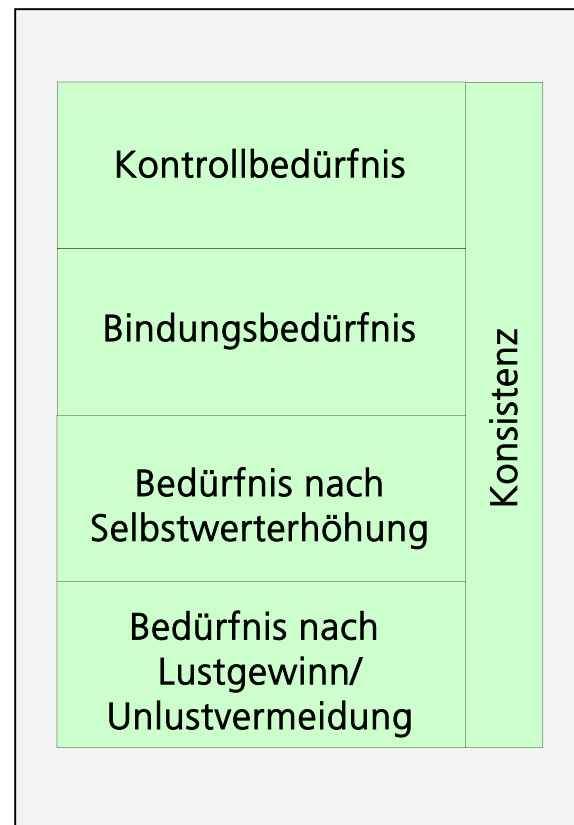 Kontrollbedürfnis
Bindungsbedürfnis
Bedürfnis nach
Selbstwerterhöhung
Bedürfnis nach
Lustgewinn/
Unlustvermeidung
Konsistenz